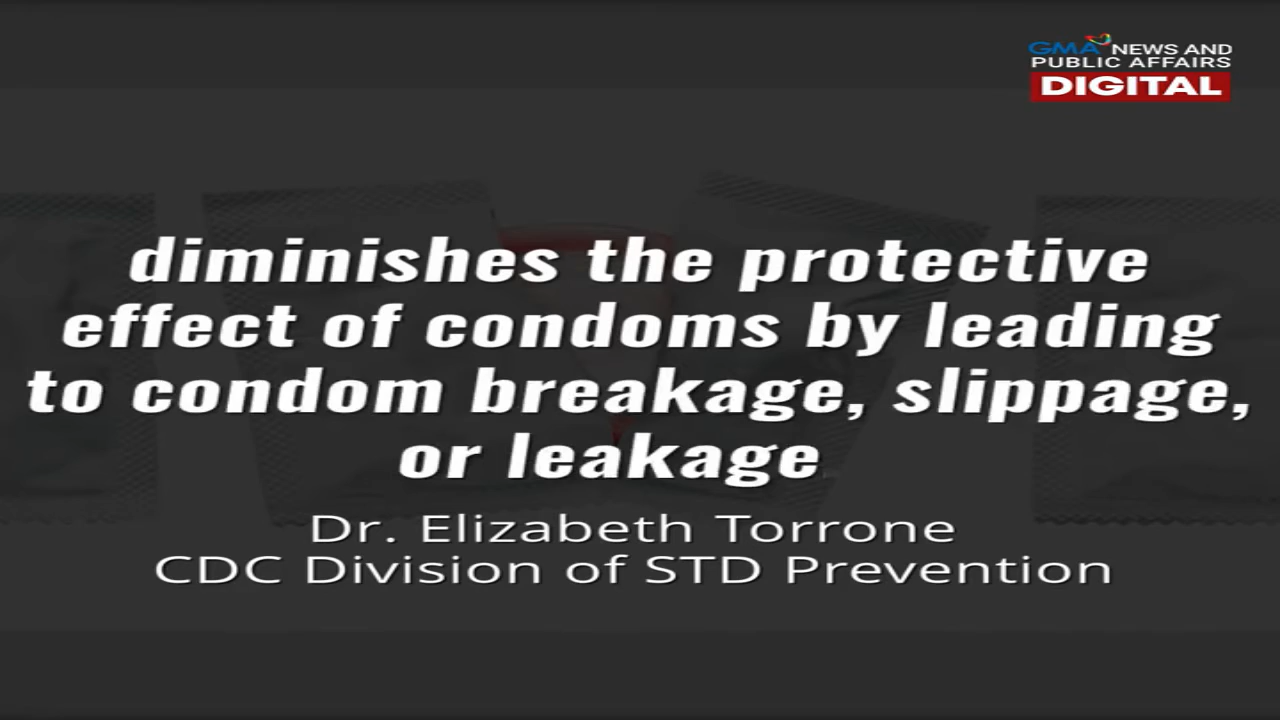 GMA NEWS AND
PUBLIC AFFAIRS
DIGITAL
diminishes the protective
effect of condoms by leading
to condom breakage, slippage,
or leakage
Dr. Elizabeth Torrone
CDC Division of STD Prevention